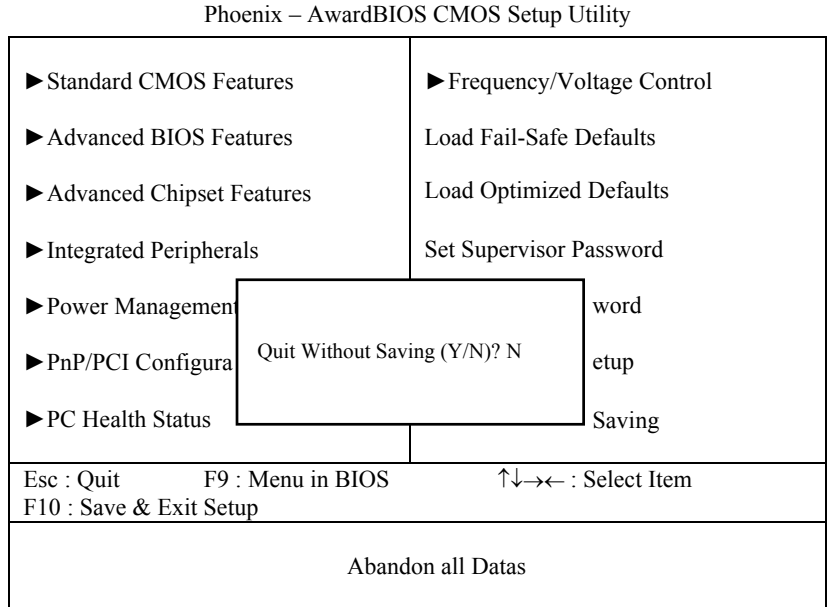 Phoenix – AwardBIOS CMOS Setup Utility
►Standard CMOS Features
►Advanced BIOS Features
►Advanced Chipset Features
►Integrated Peripherals
►Power Management
►PnP/PCI Configura
►PC Health Status
►Frequency/Voltage Control
Load Fail-Safe Defaults
Load Optimized Defaults
Set Supervisor Password
word
etup
Saving
Quit Without Saving (Y/N)? N
Esc : Quit F9 : Menu in BIOS ↑↓→← : Select Item
F10 : Save & Exit Setup
Abandon all Datas